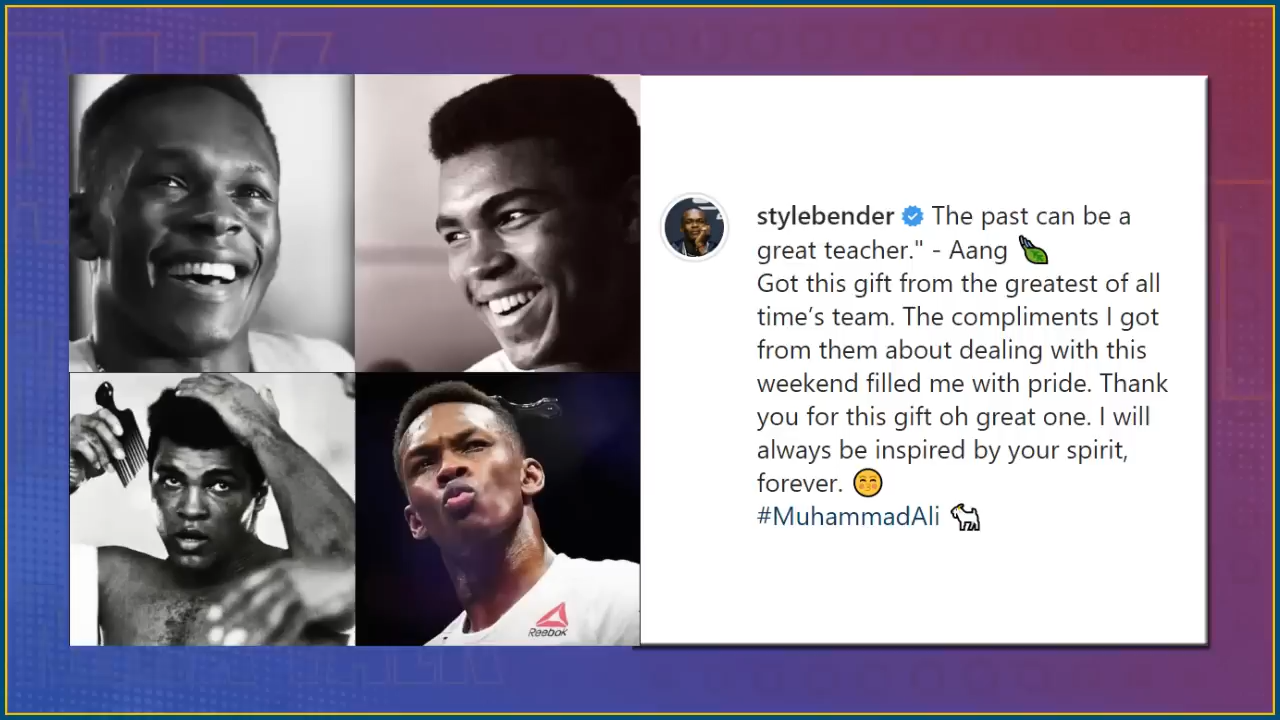 stylebender The past can be a
great teacher." - Aang
Got this gift from the greatest of all
time’s team. The compliments I got
from them about dealing with this
weekend filled me with pride. Thank
you for this gift oh great one. I will
always be inspired by your spirit,
forever.
#MuhammadAli
Reebok